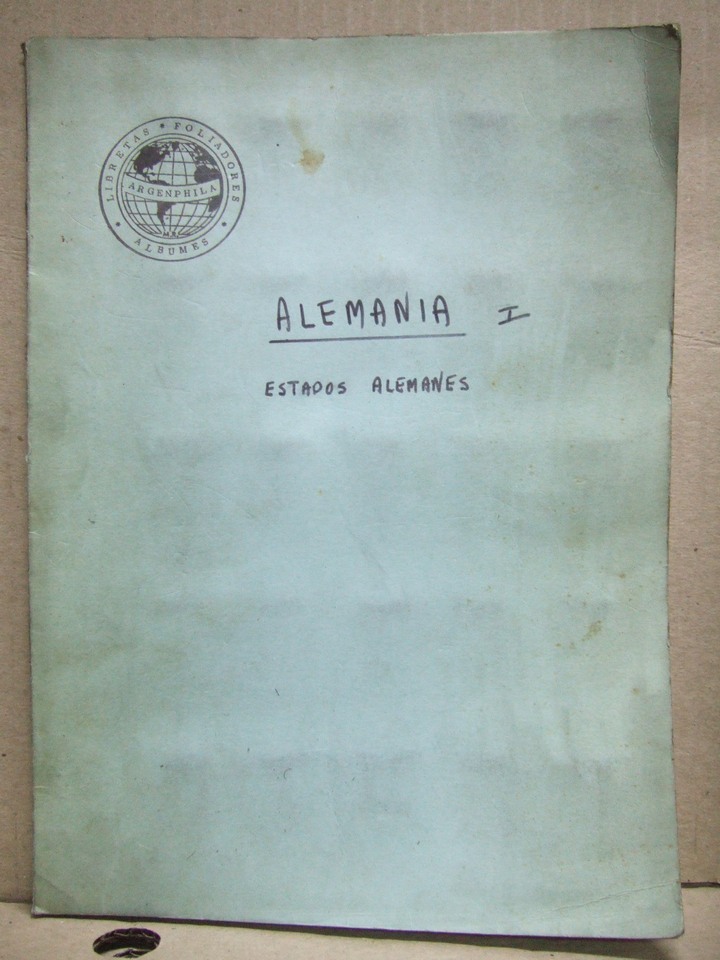 LIBRETAS * FOLIADORES
ARGENPHILA
* ALBUMES *
ALEMANIA I
ESTADOS ALEMANES